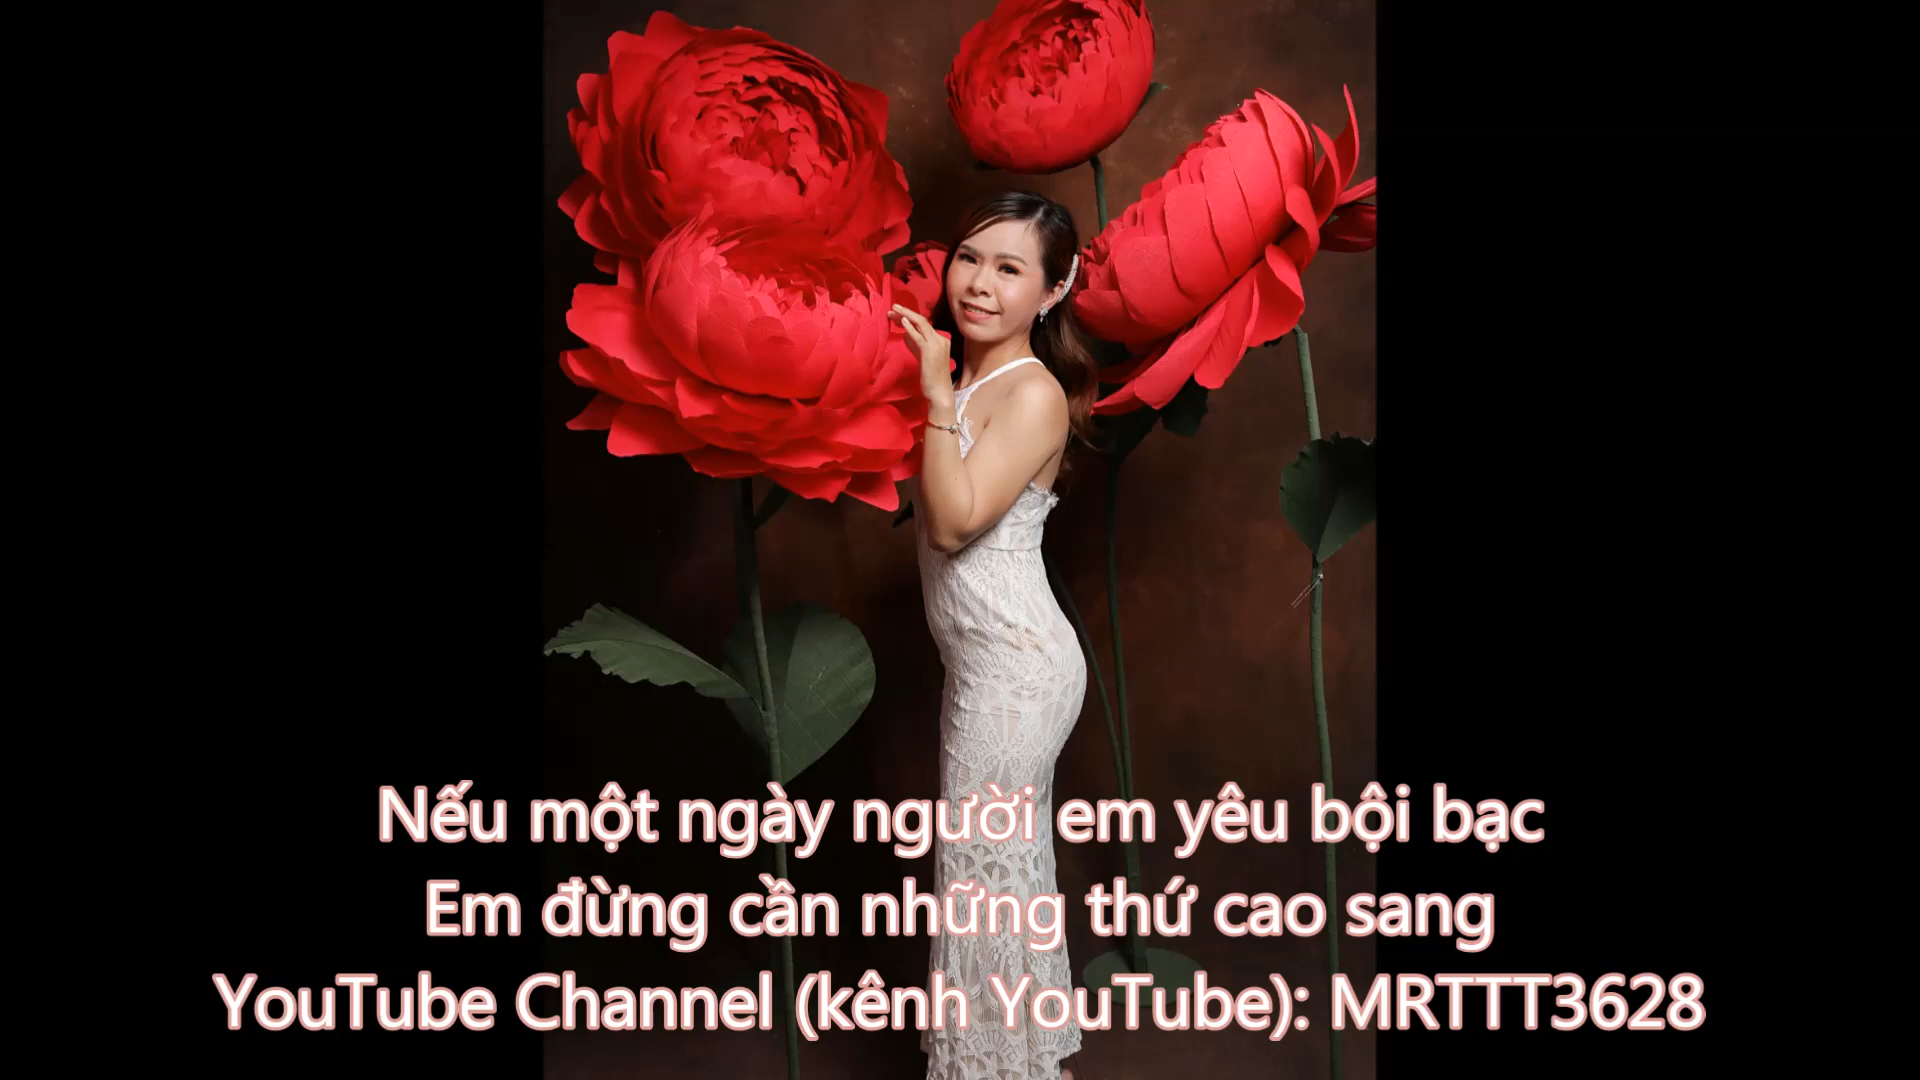 Nếu một ngày người em yêu bội bạc
Em đừng cần những thứ cao sang
YouTube Channel (kênh YouTube): MRTTT3628